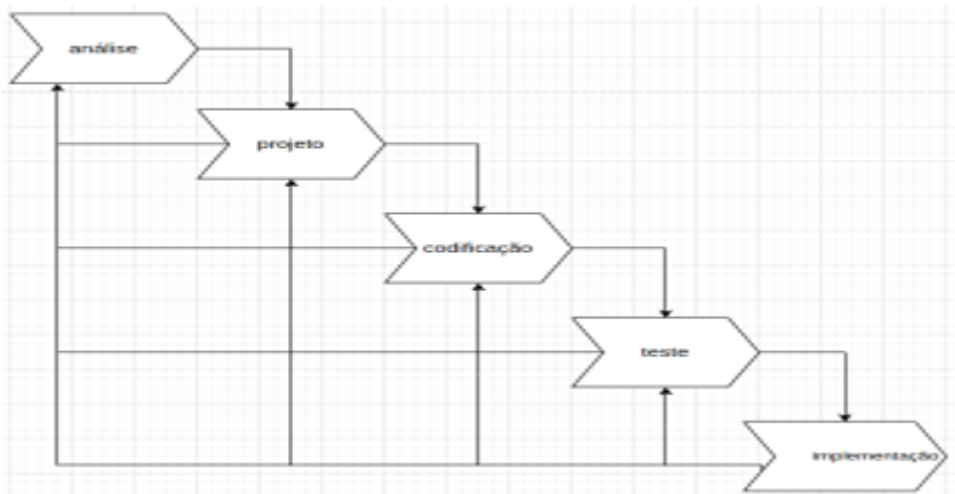 análise
projeto
codificação
teste
implementação